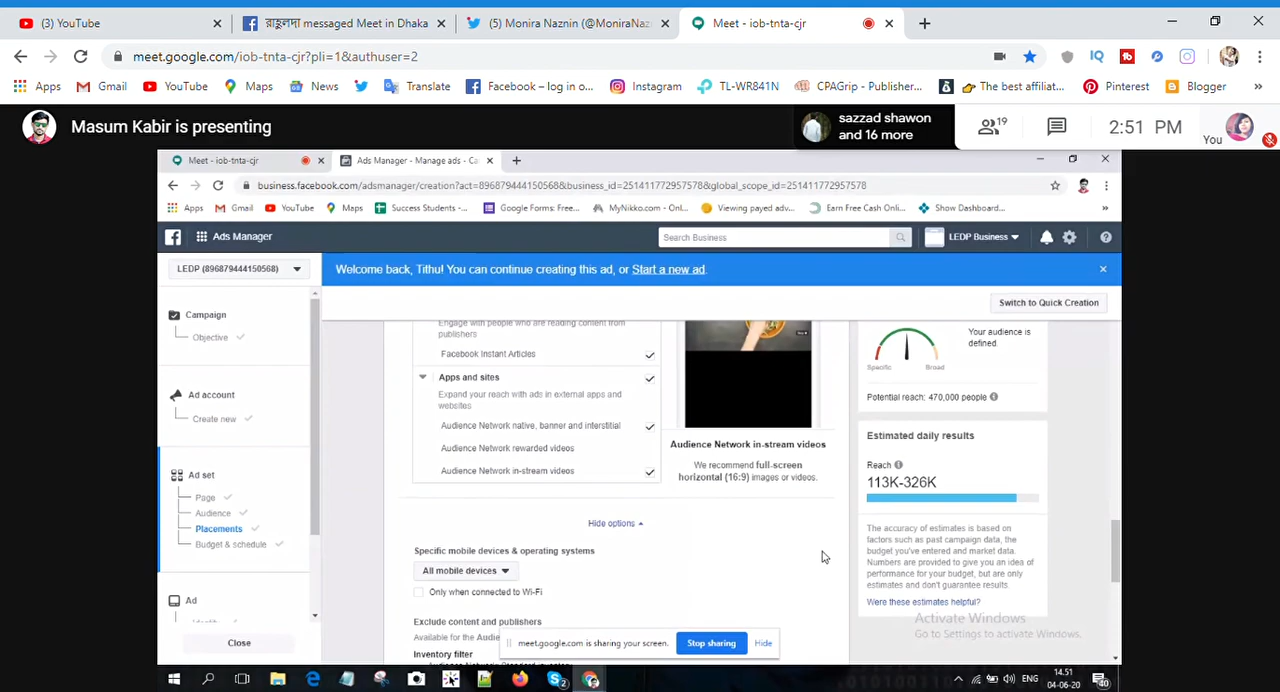 (3) YouTube
রাহুলদা messaged Meet in Dhaka
(5) Monira Naznin (@MoniraNaz
Meet - iob-tnta-cjr
meet.google.com/iob-tnta-cjr?pli=1&authuser=2
Apps Gmail YouTube Maps News Translate Facebook – log in o... Instagram TL-WR841N CPAGrip - Publisher... The best affiliat... Pinterest Blogger »
Masum Kabir is presenting
sazzad shawon
and 16 more
19
2:51 PM
You
Meet - iob-tnta-cjr
Ads Manager - Manage ads - Ca
business.facebook.com/adsmanager/creation?act=896879444150568&business_id=251411772957578&global_scope_id=251411772957578
Apps Gmail YouTube Maps Success Students -... Google Forms: Free... MyNikko.com - Onl... Viewing payed adv... Earn Free Cash Onli... Show Dashboard... »
Ads Manager
Search Business
LEDP Business
LEDP (896879444150568)
Welcome back, Tithu! You can continue creating this ad, or Start a new ad.
Switch to Quick Creation
Campaign
Objective
Ad account
Create new
Ad set
Page
Audience
Placements
Budget & schedule
Ad
Close
Engage with people who are reading content from
publishers
Facebook Instant Articles
Apps and sites
Expand your reach with ads in external apps and
websites
Audience Network native, banner and interstitial
Audience Network rewarded videos
Audience Network in-stream videos
Audience Network in-stream videos
We recommend full-screen
horizontal (16:9) images or videos.
Hide options
Specific mobile devices & operating systems
All mobile devices
Only when connected to Wi-Fi
Exclude content and publishers
Available for the Audie
Inventory filter
Specific
Broad
Your audience is
defined.
Potential reach: 470,000 people
Estimated daily results
Reach
113K-326K
The accuracy of estimates is based on
factors such as past campaign data, the
budget you've entered and market data.
Numbers are provided to give you an idea of
performance for your budget, but are only
estimates and don't guarantee results.
Were these estimates helpful?
Activate Windows
Go to Settings to activate Windows.
meet.google.com is sharing your screen.
Stop sharing
Hide
ENG
14.51
04-06-20
40